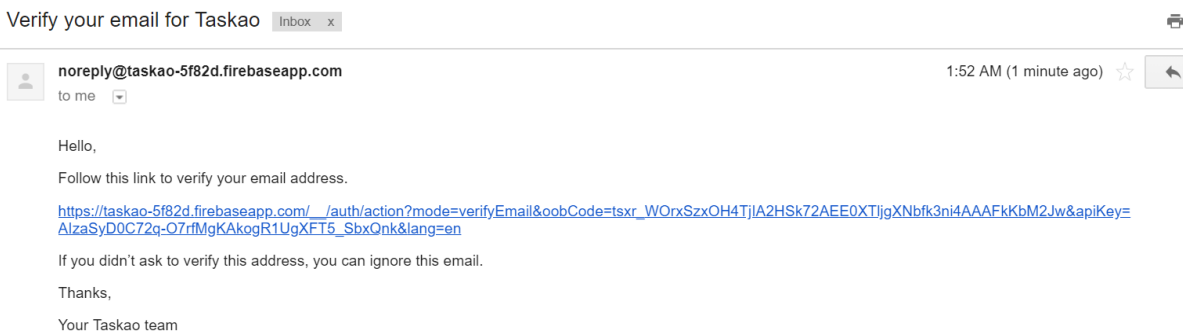 Verify your email for Taskao Inbox x
noreply@taskao-5f82d.firebaseapp.com 1:52 AM (1 minute ago)
to me
Hello,
Follow this link to verify your email address.
https://taskao-5f82d.firebaseapp.com/__/auth/action?mode=verifyEmail&oobCode=tsxr_WOrxSzxOH4TjIA2HSk72AEE0XTljgXNbfk3ni4AAAFkKbM2Jw&apiKey=
AIzaSyD0C72q-O7rfMgKAkogR1UgXFT5_SbxQnk&lang=en
If you didn’t ask to verify this address, you can ignore this email.
Thanks,
Your Taskao team